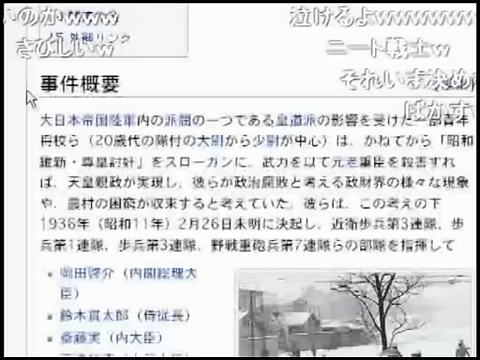 のかwwww
泣けるよwwwwwww
15 外部リンク
さびしいw
ニート戦士w
事件概要
それいま決め
ばかす
大日本帝国陸軍内の派閥の一つである皇道派の影響を受けた一部青年
将校ら（20歳代の隊付の大尉から少尉が中心）は、かねてから「昭和
維新・尊皇討奸」をスローガンに、武力を以て元老重臣を殺害すれ
ば、天皇親政が実現し、彼らが政治腐敗と考える政財界の様々な現象
や、農村の困窮が収束すると考えていた。彼らは、この考えの下
1936年（昭和11年）2月26日未明に決起し、近衛歩兵第3連隊、歩
兵第1連隊、歩兵第3連隊、野戦重砲兵第7連隊らの部隊を指揮して
岡田啓介（内閣総理大
臣）
鈴木貫太郎（侍従長）
斎藤実（内大臣）